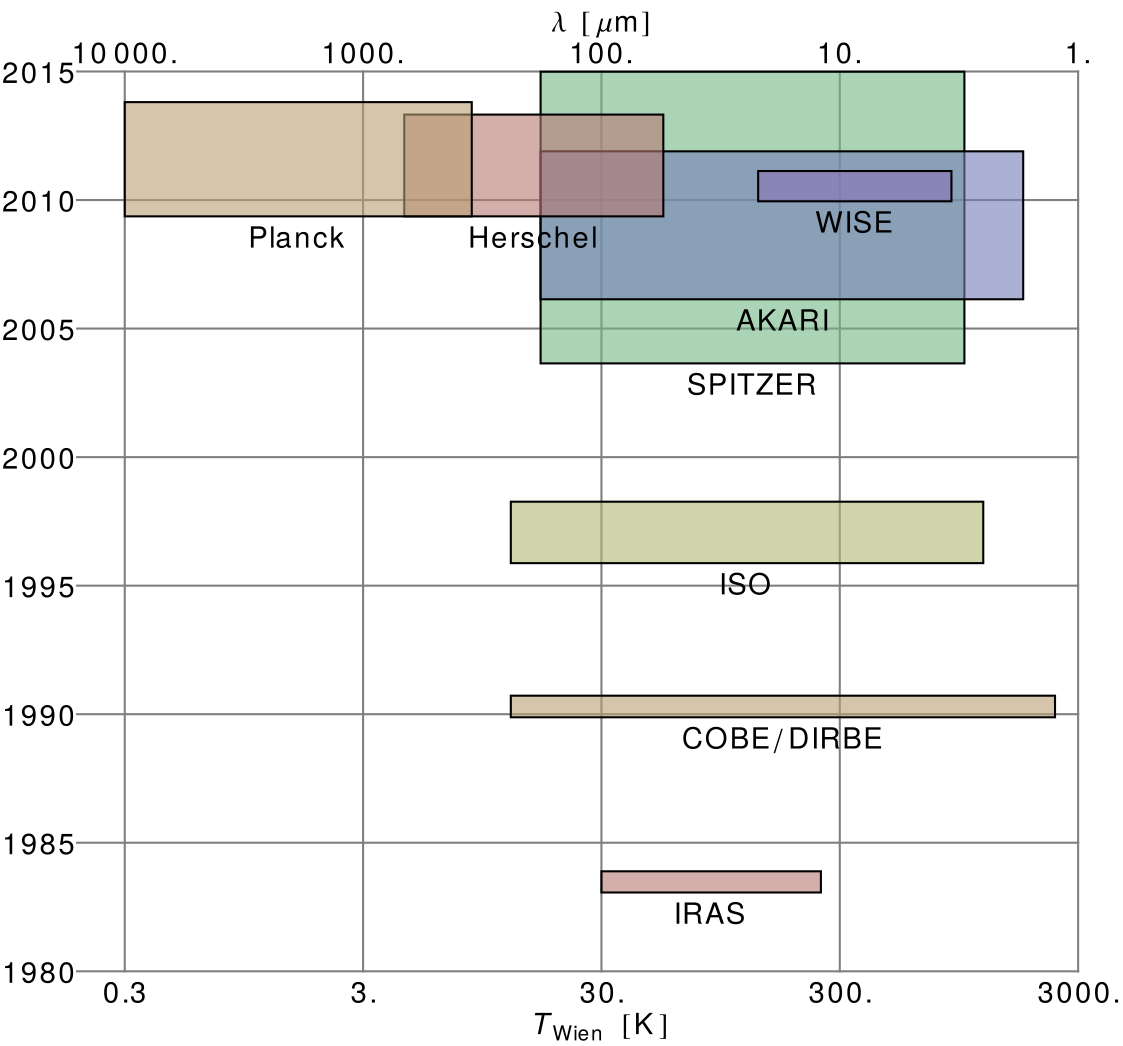 λ [μm]
10 000. 1000. 100. 10. 1.
2015
2010
Planck Herschel WISE
2005
AKARI
SPITZER
2000
1995
ISO
1990
COBE/DIRBE
1985
IRAS
1980
0.3 3. 30. 300. 3000.
TWien [K]